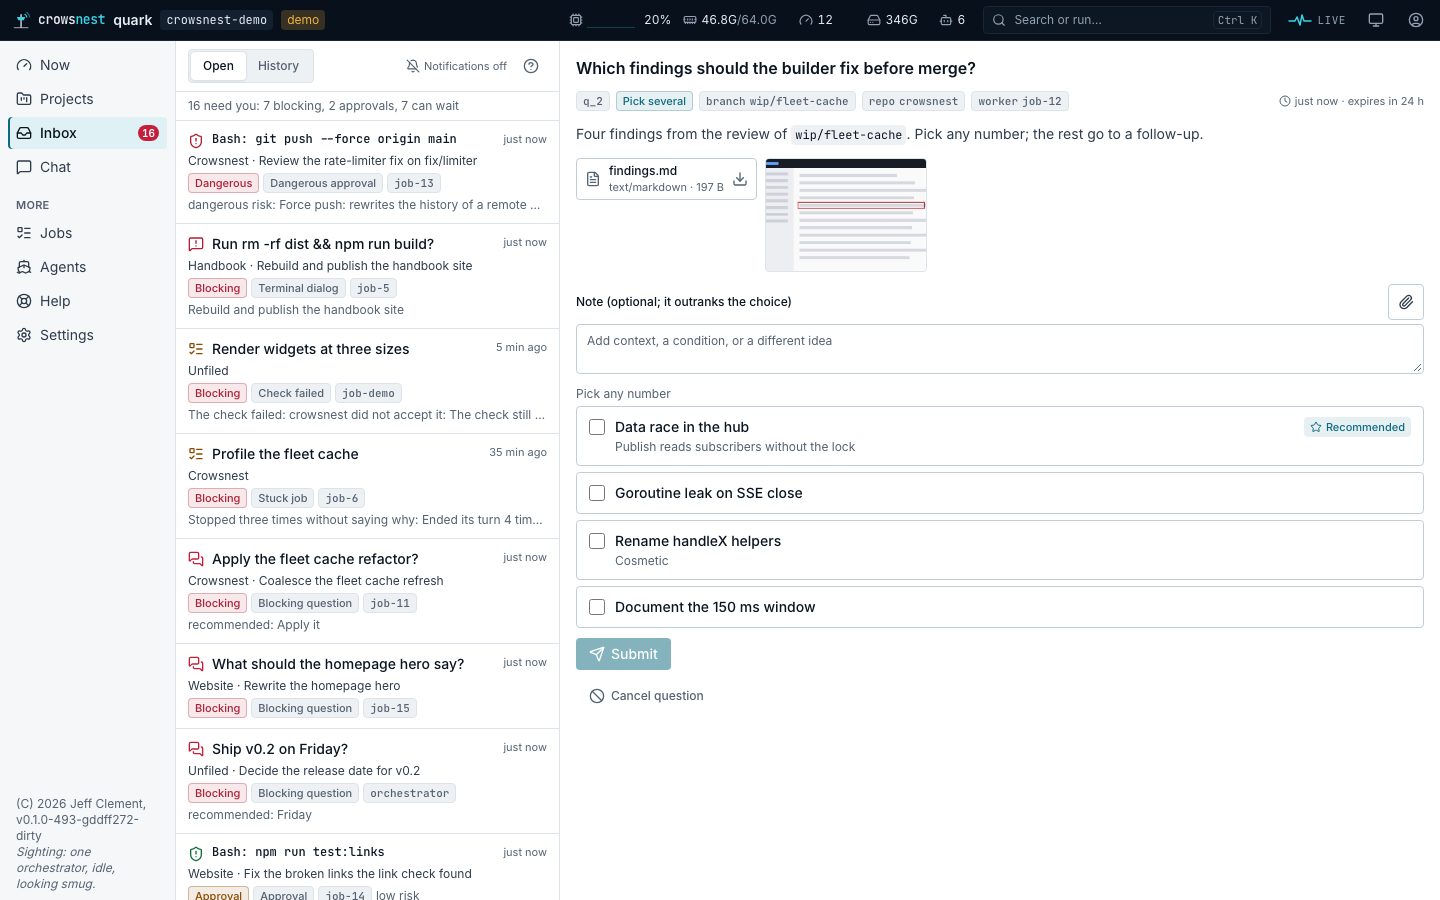 crowsnest quark crowsnest-demo demo 20% 46.8G/64.0G 12 346G 6 Search or run... Ctrl K LIVE
Now
Projects
Inbox 16
Chat
MORE
Jobs
Agents
Help
Settings
(C) 2026 Jeff Clement,
v0.1.0-493-gddff272-
dirty
Sighting: one
orchestrator, idle,
looking smug.
Open History Notifications off
16 need you: 7 blocking, 2 approvals, 7 can wait
Bash: git push --force origin main just now
Crowsnest · Review the rate-limiter fix on fix/limiter
Dangerous Dangerous approval job-13
dangerous risk: Force push: rewrites the history of a remote ...
Run rm -rf dist && npm run build? just now
Handbook · Rebuild and publish the handbook site
Blocking Terminal dialog job-5
Rebuild and publish the handbook site
Render widgets at three sizes 5 min ago
Unfiled
Blocking Check failed job-demo
The check failed: crowsnest did not accept it: The check still ...
Profile the fleet cache 35 min ago
Crowsnest
Blocking Stuck job job-6
Stopped three times without saying why: Ended its turn 4 tim...
Apply the fleet cache refactor? just now
Crowsnest · Coalesce the fleet cache refresh
Blocking Blocking question job-11
recommended: Apply it
What should the homepage hero say? just now
Website · Rewrite the homepage hero
Blocking Blocking question job-15
Ship v0.2 on Friday? just now
Unfiled · Decide the release date for v0.2
Blocking Blocking question orchestrator
recommended: Friday
Bash: npm run test:links just now
Website · Fix the broken links the link check found
Approval Approval job-14 low risk
Which findings should the builder fix before merge?
q_2 Pick several branch wip/fleet-cache repo crowsnest worker job-12 just now · expires in 24 h
Four findings from the review of wip/fleet-cache. Pick any number; the rest go to a follow-up.
findings.md
text/markdown · 197 B
Note (optional; it outranks the choice)
Add context, a condition, or a different idea
Pick any number
Data race in the hub Recommended
Publish reads subscribers without the lock
Goroutine leak on SSE close
Rename handleX helpers
Cosmetic
Document the 150 ms window
Submit
Cancel question